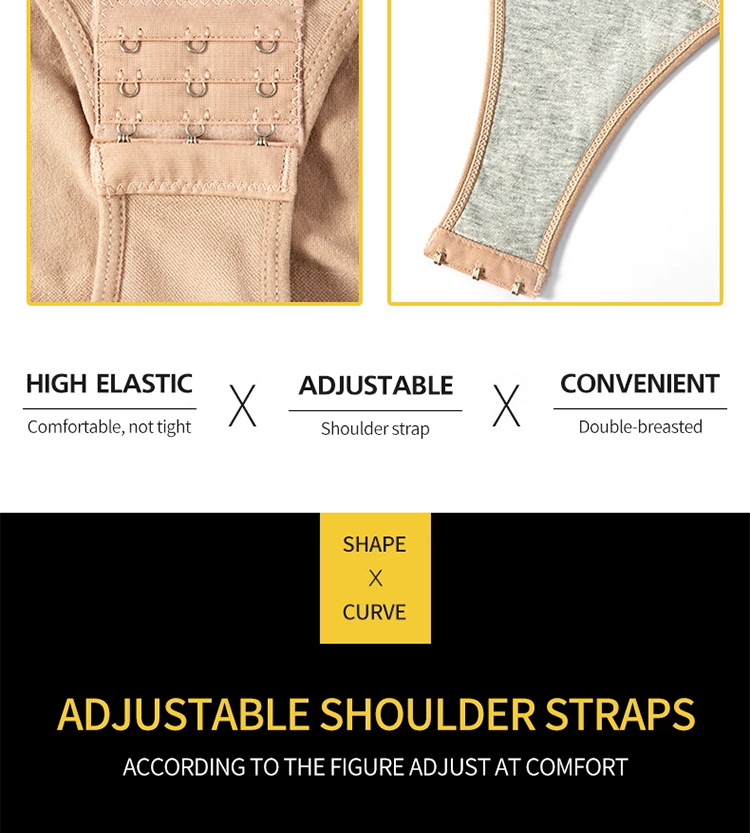 HIGH ELASTIC
Comfortable, not tight
X
ADJUSTABLE
Shoulder strap
X
CONVENIENT
Double-breasted
SHAPE
X
CURVE
ADJUSTABLE SHOULDER STRAPS
ACCORDING TO THE FIGURE ADJUST AT COMFORT